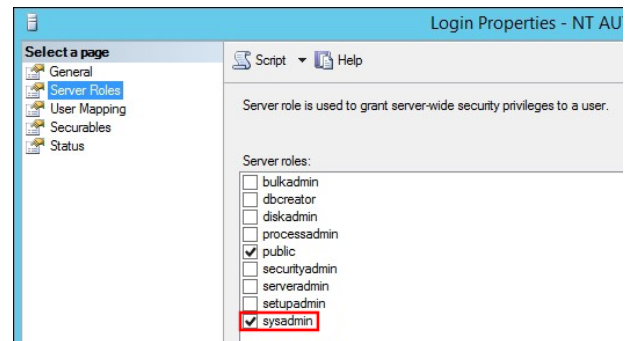 Login Properties - NT AU
Select a page
General
Server Roles
User Mapping
Securables
Status
Script Help
Server role is used to grant server-wide security privileges to a user.
Server roles:
bulkadmin
dbcreator
diskadmin
processadmin
public
securityadmin
serveradmin
setupadmin
sysadmin